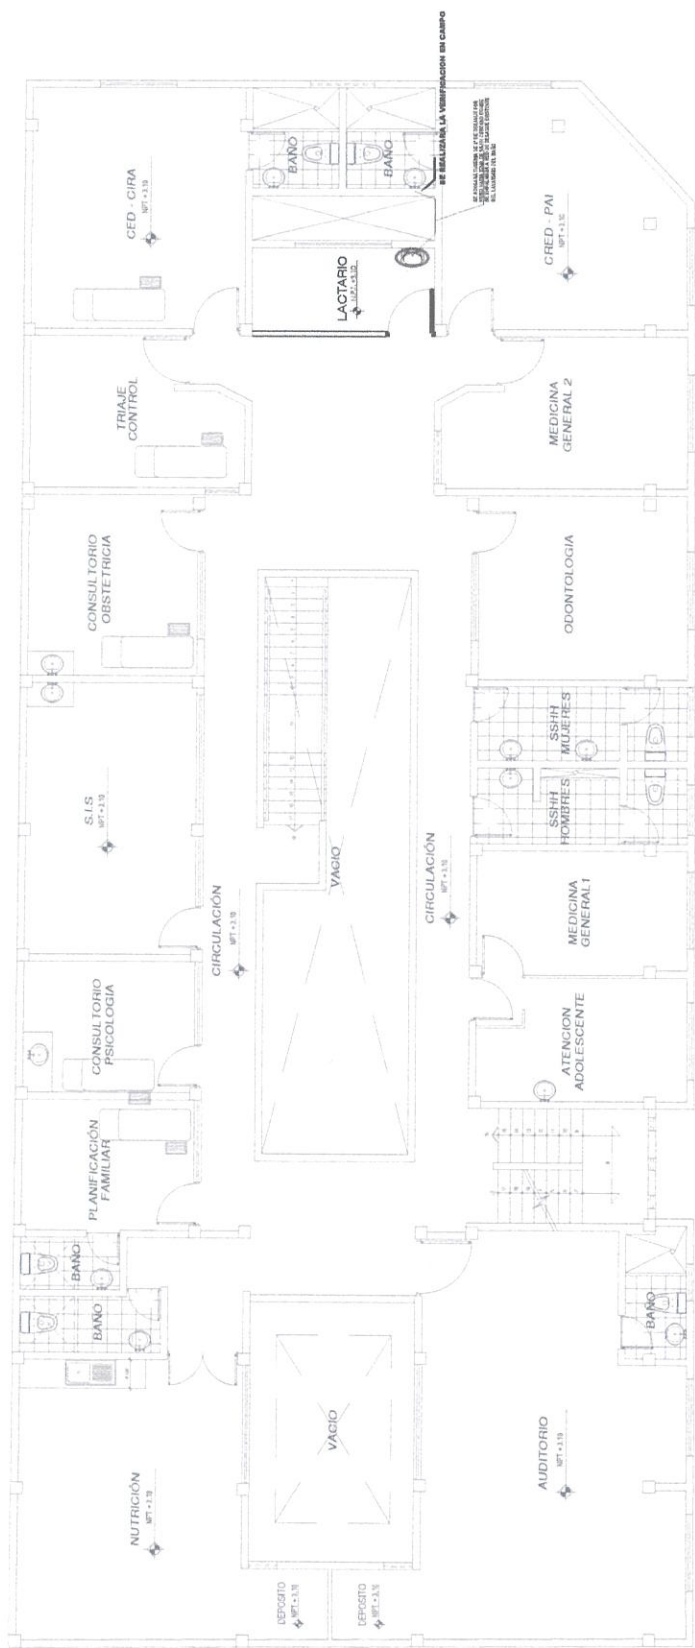 NUTRICIÓN
NPT + 3.10
DEPOSITO
NPT + 3.10
DEPOSITO
NPT + 3.10
VACIO
AUDITORIO
NPT + 3.10
BAÑO
BAÑO
BAÑO
PLANIFICACIÓN
FAMILIAR
CONSULTORIO
PSICOLOGIA
S.I.S
NPT + 3.10
CONSULTORIO
OBSTETRICIA
TRIAJE
CONTROL
CED - CIRA
NPT + 3.10
CIRCULACIÓN
NPT + 3.10
VACIO
CIRCULACIÓN
NPT + 3.10
ATENCION
ADOLESCENTE
MEDICINA
GENERAL1
SSHH
HOMBRES
SSHH
MUJERES
ODONTOLOGIA
MEDICINA
GENERAL 2
CRED - PAI
NPT + 3.10
LACTARIO
BAÑO
BAÑO
SE REALIZARA LA VERIFICACION EN CAMPO